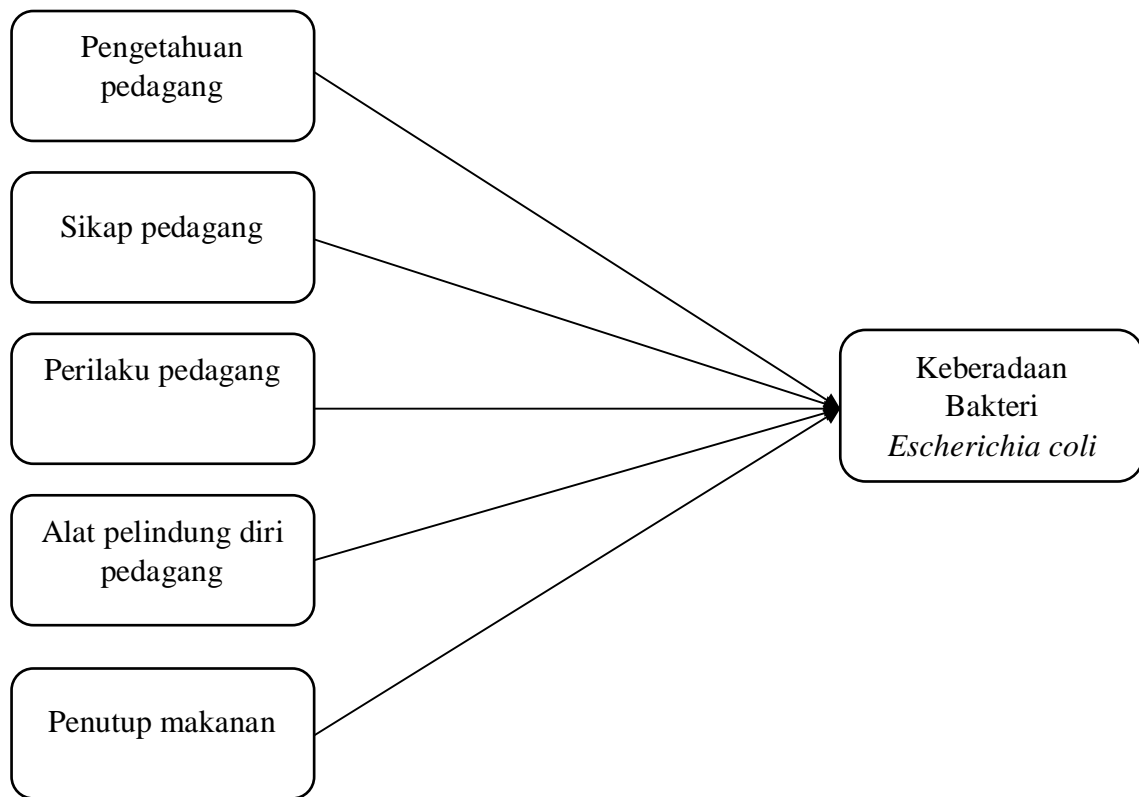 Pengetahuan
pedagang
Sikap pedagang
Perilaku pedagang
Alat pelindung diri
pedagang
Penutup makanan
Keberadaan
Bakteri
Escherichia coli